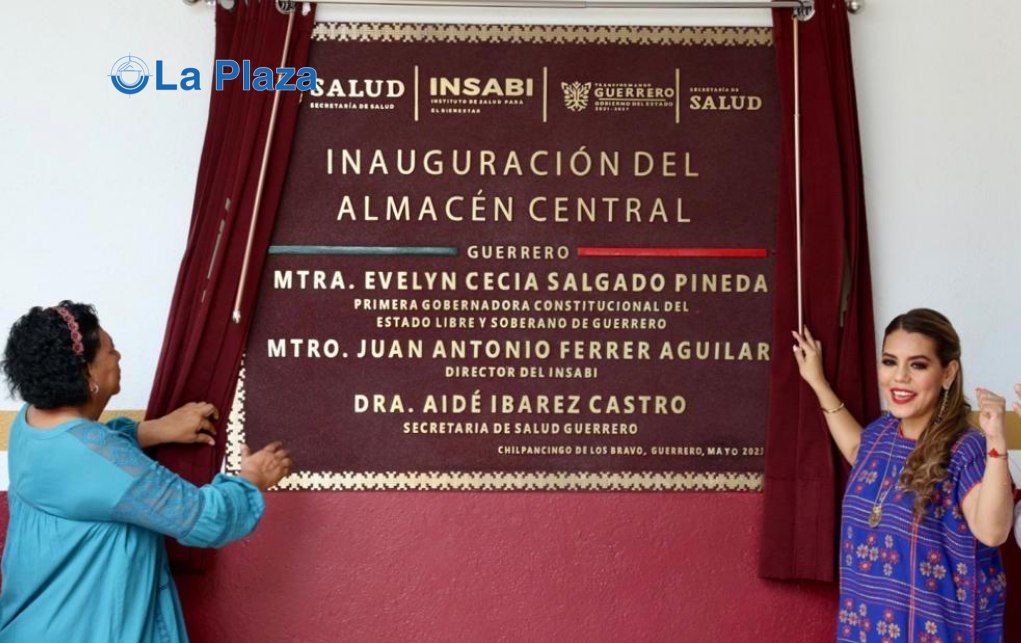 La Plaza
SALUD
SECRETARÍA DE SALUD
INSABI
INSTITUTO DE SALUD PARA
EL BIENESTAR
TRANSFORMANDO
GUERRERO
GOBIERNO DEL ESTADO
2021-2027
SECRETARÍA DE
SALUD
INAUGURACIÓN DEL
ALMACÉN CENTRAL
GUERRERO
MTRA. EVELYN CECIA SALGADO PINEDA
PRIMERA GOBERNADORA CONSTITUCIONAL DEL
ESTADO LIBRE Y SOBERANO DE GUERRERO
MTRO. JUAN ANTONIO FERRER AGUILAR
DIRECTOR DEL INSABI
DRA. AIDÉ IBAREZ CASTRO
SECRETARIA DE SALUD GUERRERO
CHILPANCINGO DE LOS BRAVO, GUERRERO, MAYO